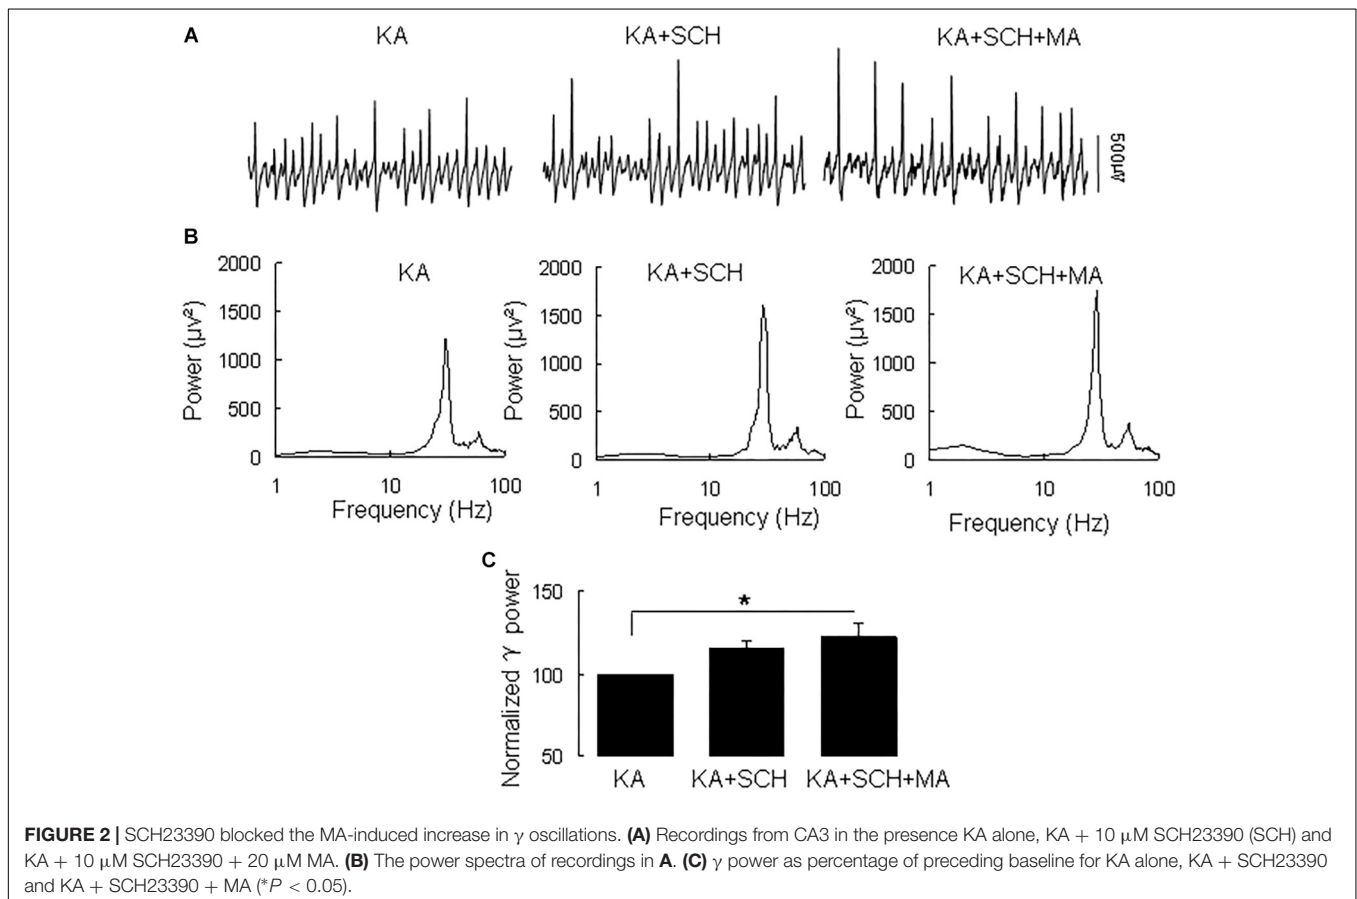 A
KA
KA+SCH
KA+SCH+MA
500μV
B
2000
1500
1000
500
0
Power (μv²)
KA
1
10
100
Frequency (Hz)
2000
1500
1000
500
0
Power (μv²)
KA+SCH
1
10
100
Frequency (Hz)
2000
1500
1000
500
0
Power (μv²)
KA+SCH+MA
1
10
100
Frequency (Hz)
C
Normalized γ power
150
100
50
*
KA
KA+SCH
KA+SCH+MA
FIGURE 2 | SCH23390 blocked the MA-induced increase in γ oscillations. (A) Recordings from CA3 in the presence KA alone, KA + 10 μM SCH23390 (SCH) and
KA + 10 μM SCH23390 + 20 μM MA. (B) The power spectra of recordings in A. (C) γ power as percentage of preceding baseline for KA alone, KA + SCH23390
and KA + SCH23390 + MA (*P < 0.05).